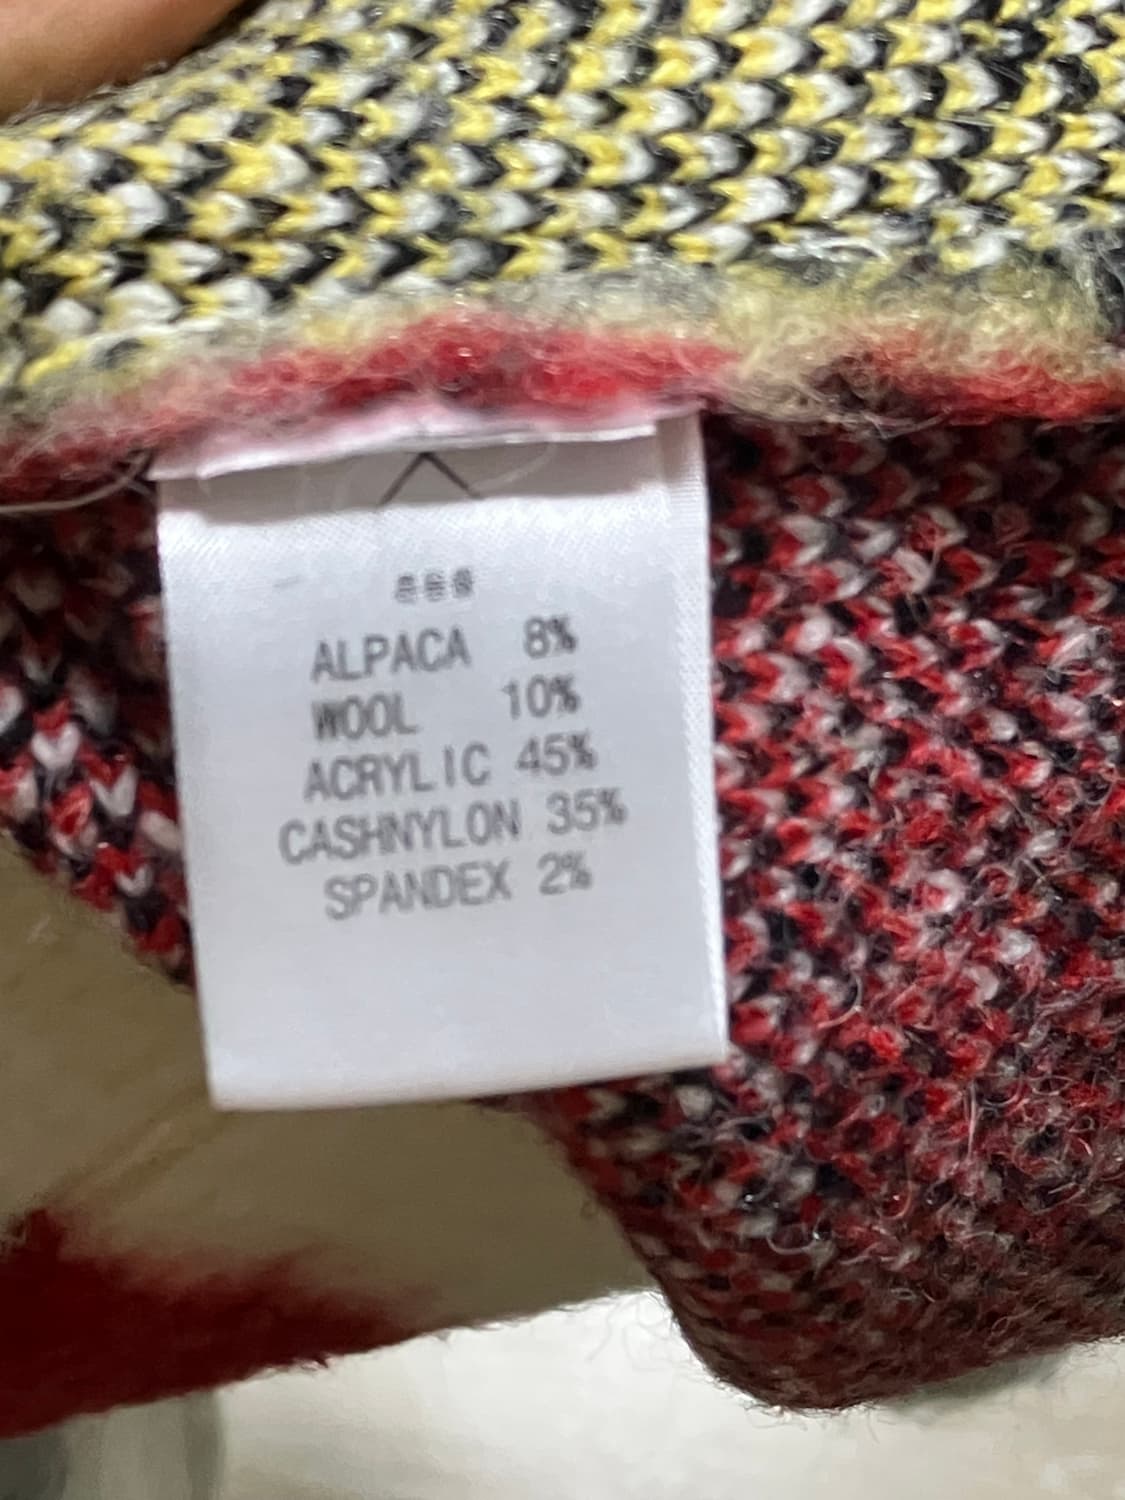 ALPACA 8%
WOOL 10%
ACRYLIC 45%
CASHNYLON 35%
SPANDEX 2%